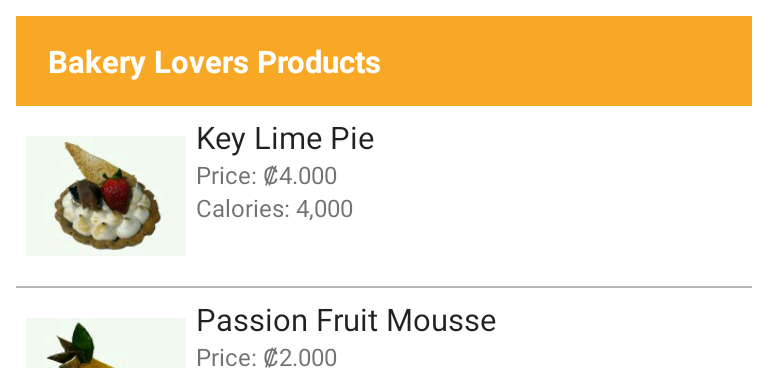 Bakery Lovers Products
Key Lime Pie
Price: ₡4.000
Calories: 4,000
Passion Fruit Mousse
Price: ₡2.000